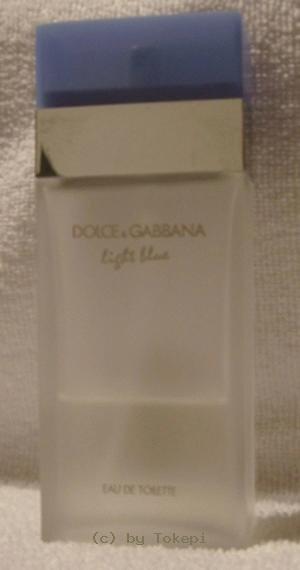 DOLCE & GABBANA
light blue
EAU DE TOILETTE
(c) by Tokepi